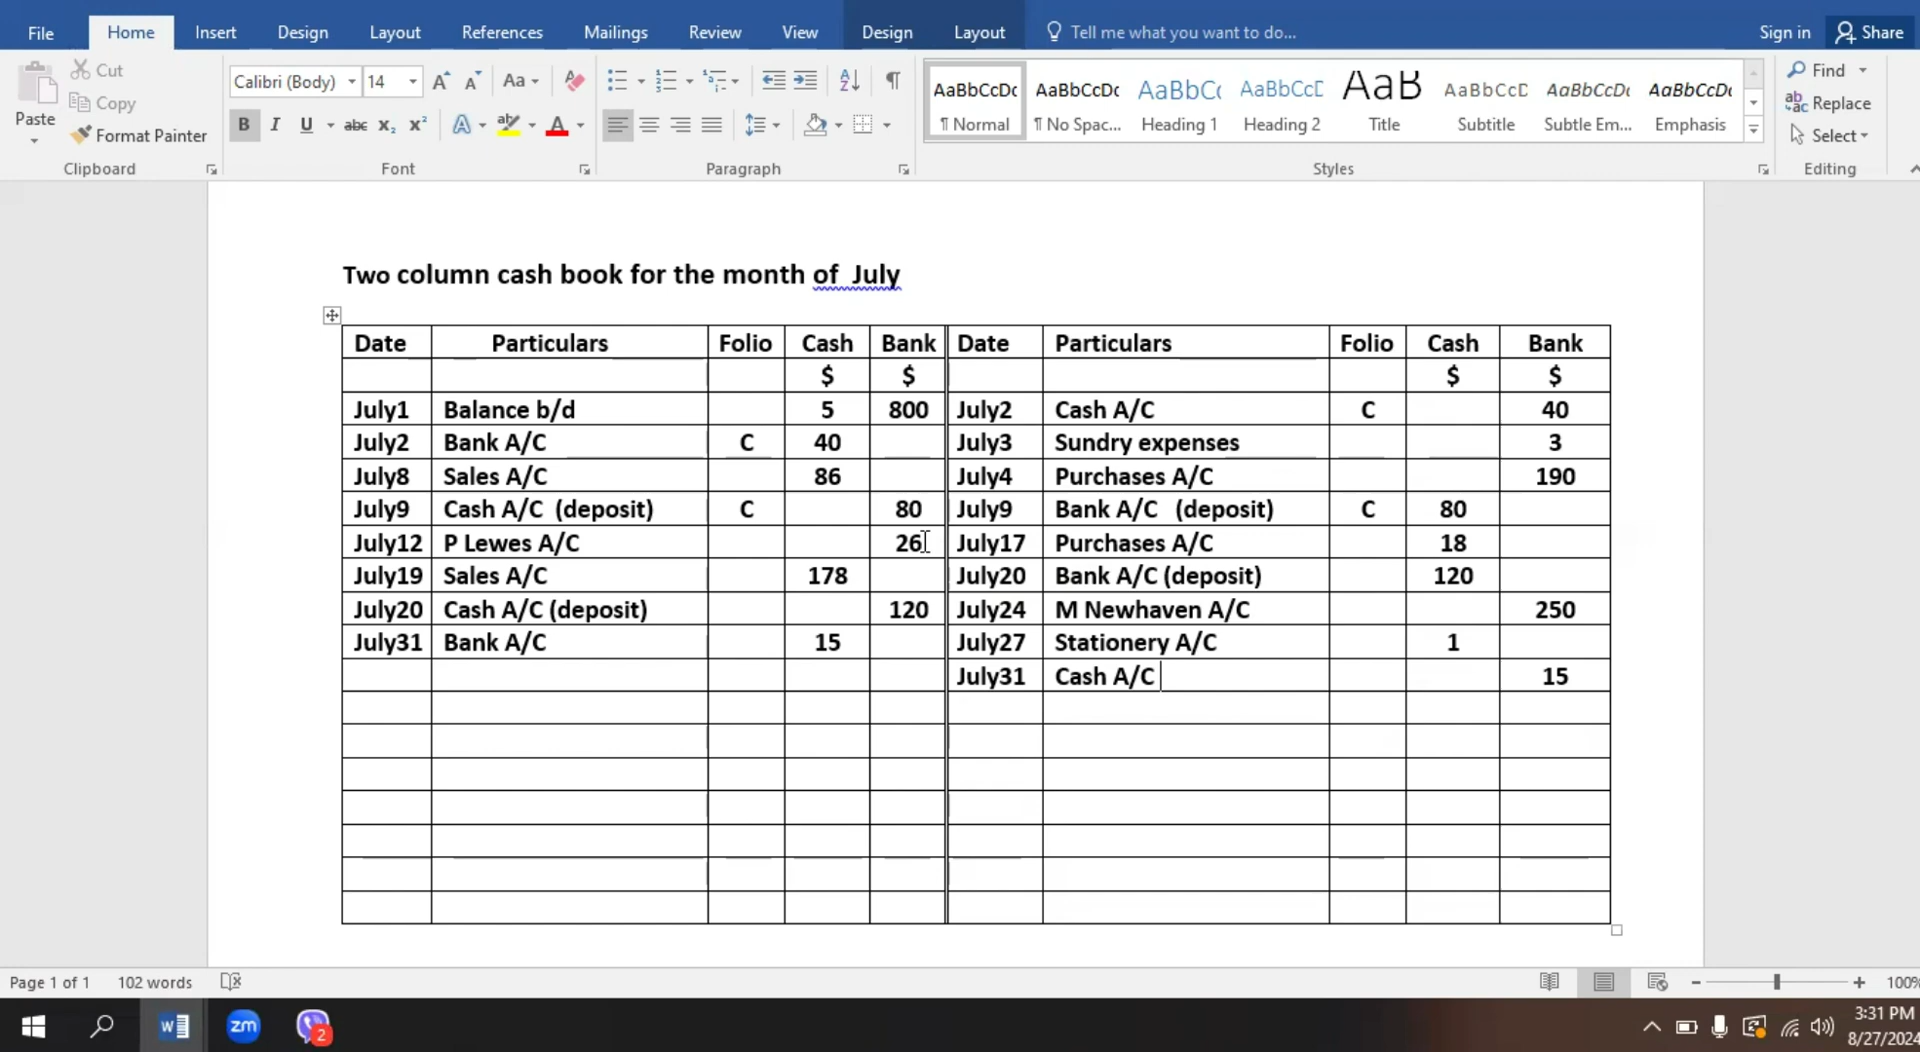 File Home Insert Design Layout References Mailings Review View Design Layout Tell me what you want to do... Sign in Share
Cut
Copy
Format Painter
Paste
Clipboard
Calibri (Body) 14
Font
Paragraph
AaBbCcDc AaBbCcDc AaBbCc AaBbCcD AaB AaBbCcD AaBbCcDc AaBbCcDc
¶ Normal ¶ No Spac... Heading 1 Heading 2 Title Subtitle Subtle Em... Emphasis
Styles
Find
Replace
Select
Editing
Two column cash book for the month of July
Date Particulars Folio Cash Bank Date Particulars Folio Cash Bank
$ $ $ $
July1 Balance b/d 5 800 July2 Cash A/C C 40
July2 Bank A/C C 40 July3 Sundry expenses 3
July8 Sales A/C 86 July4 Purchases A/C 190
July9 Cash A/C (deposit) C 80 July9 Bank A/C (deposit) C 80
July12 P Lewes A/C 26 July17 Purchases A/C 18
July19 Sales A/C 178 July20 Bank A/C (deposit) 120
July20 Cash A/C (deposit) 120 July24 M Newhaven A/C 250
July31 Bank A/C 15 July27 Stationery A/C 1
July31 Cash A/C 15
Page 1 of 1 102 words 100%
zm 2
3:31 PM
8/27/2024